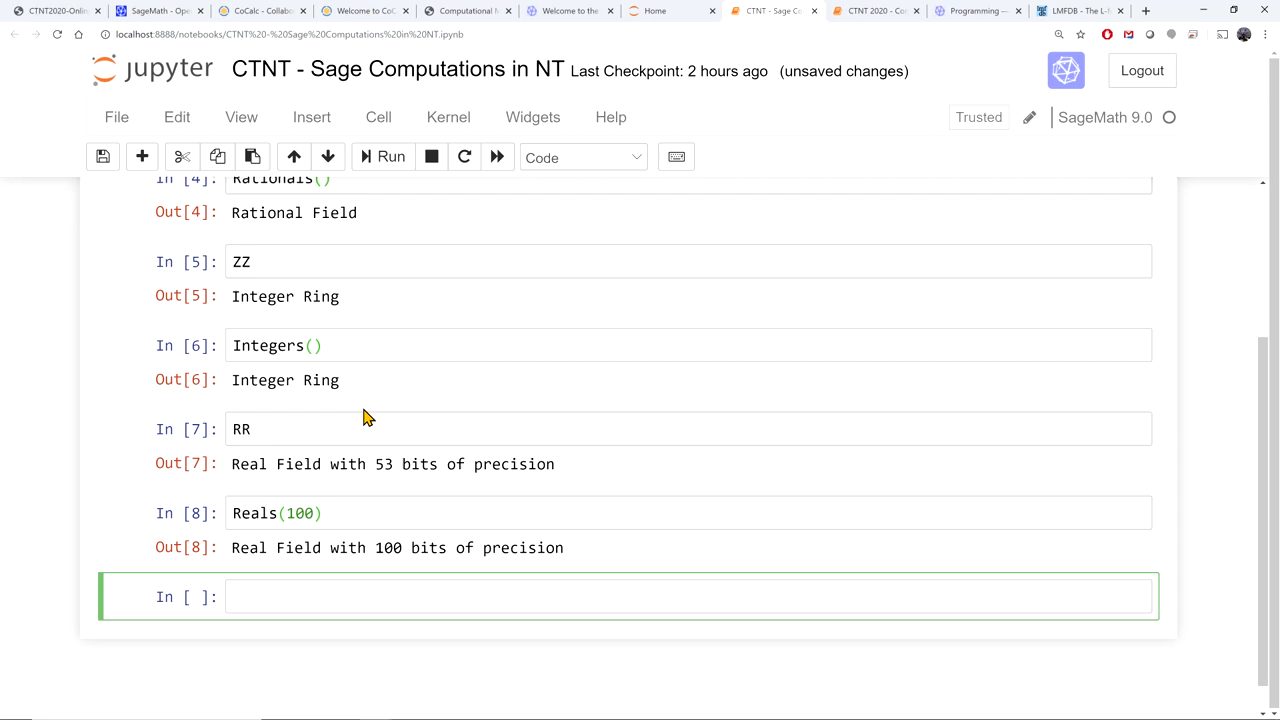 CTNT2020-Onlin
SageMath - Ope
CoCalc - Collabo
Welcome to CoC
Computational N
Welcome to the
Home
CTNT - Sage Co
CTNT 2020 - Co
Programming —
LMFDB - The L-f
localhost:8888/notebooks/CTNT%20-%20Sage%20Computations%20in%20NT.ipynb
jupyter CTNT - Sage Computations in NT Last Checkpoint: 2 hours ago (unsaved changes) Logout
File Edit View Insert Cell Kernel Widgets Help Trusted SageMath 9.0
Run Code
In [4]: Rationals()
Out[4]: Rational Field
In [5]: ZZ
Out[5]: Integer Ring
In [6]: Integers()
Out[6]: Integer Ring
In [7]: RR
Out[7]: Real Field with 53 bits of precision
In [8]: Reals(100)
Out[8]: Real Field with 100 bits of precision
In [ ]: